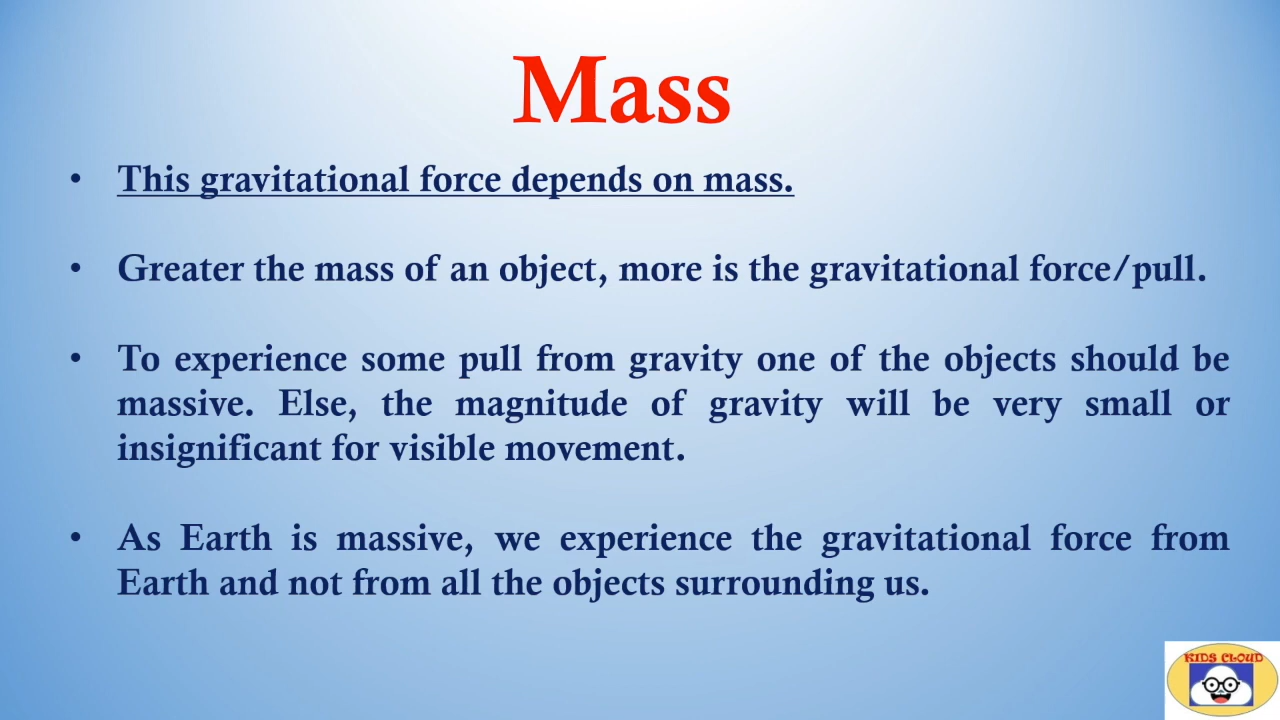 Mass
• This gravitational force depends on mass.
• Greater the mass of an object, more is the gravitational force/pull.
• To experience some pull from gravity one of the objects should be
massive. Else, the magnitude of gravity will be very small or
insignificant for visible movement.
• As Earth is massive, we experience the gravitational force from
Earth and not from all the objects surrounding us.
KIDS CLOUD